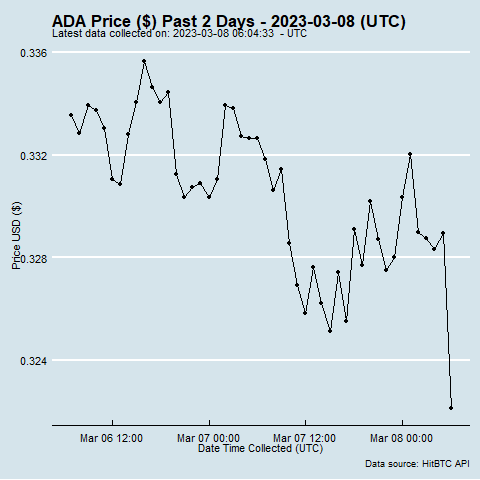 ADA Price ($) Past 2 Days - 2023-03-08 (UTC)
Latest data collected on: 2023-03-08 06:04:33 - UTC
0.336
0.332
0.328
0.324
Price USD ($)
Mar 06 12:00 Mar 07 00:00 Mar 07 12:00 Mar 08 00:00
Date Time Collected (UTC)
Data source: HitBTC API